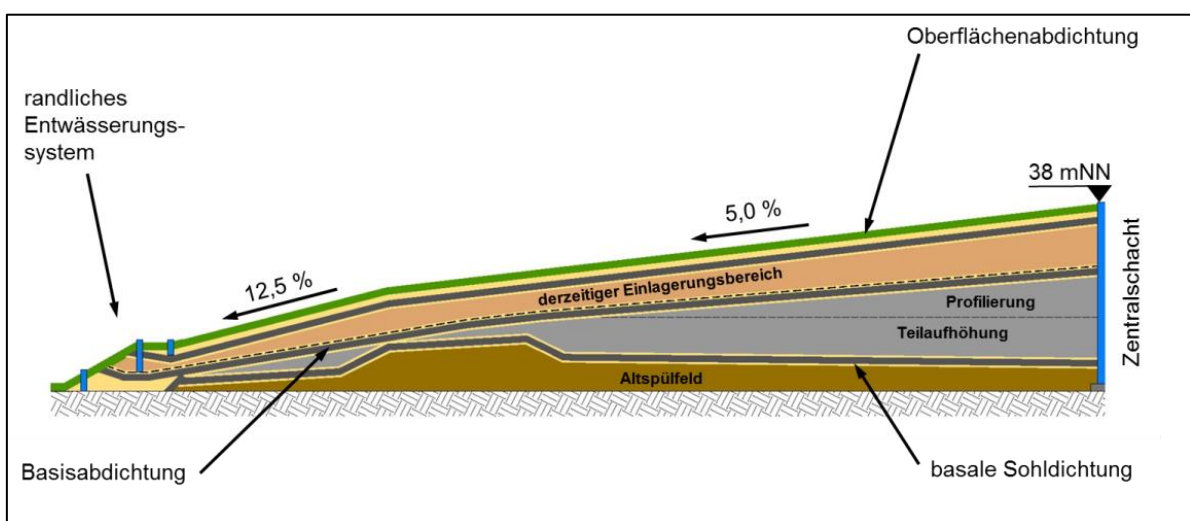 Oberflächenabdichtung
randliches
Entwässerungs-
system
38 mNN
5,0 %
12,5 %
derzeitiger Einlagerungsbereich
Profilierung
Teilaufhöhung
Zentralschacht
Altspülfeld
Basisabdichtung
basale Sohldichtung